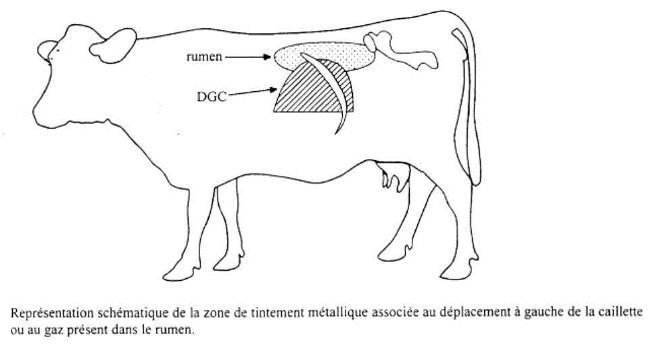 rumen
DGC
Représentation schématique de la zone de tintement métallique associée au déplacement à gauche de la caillette
ou au gaz présent dans le rumen.